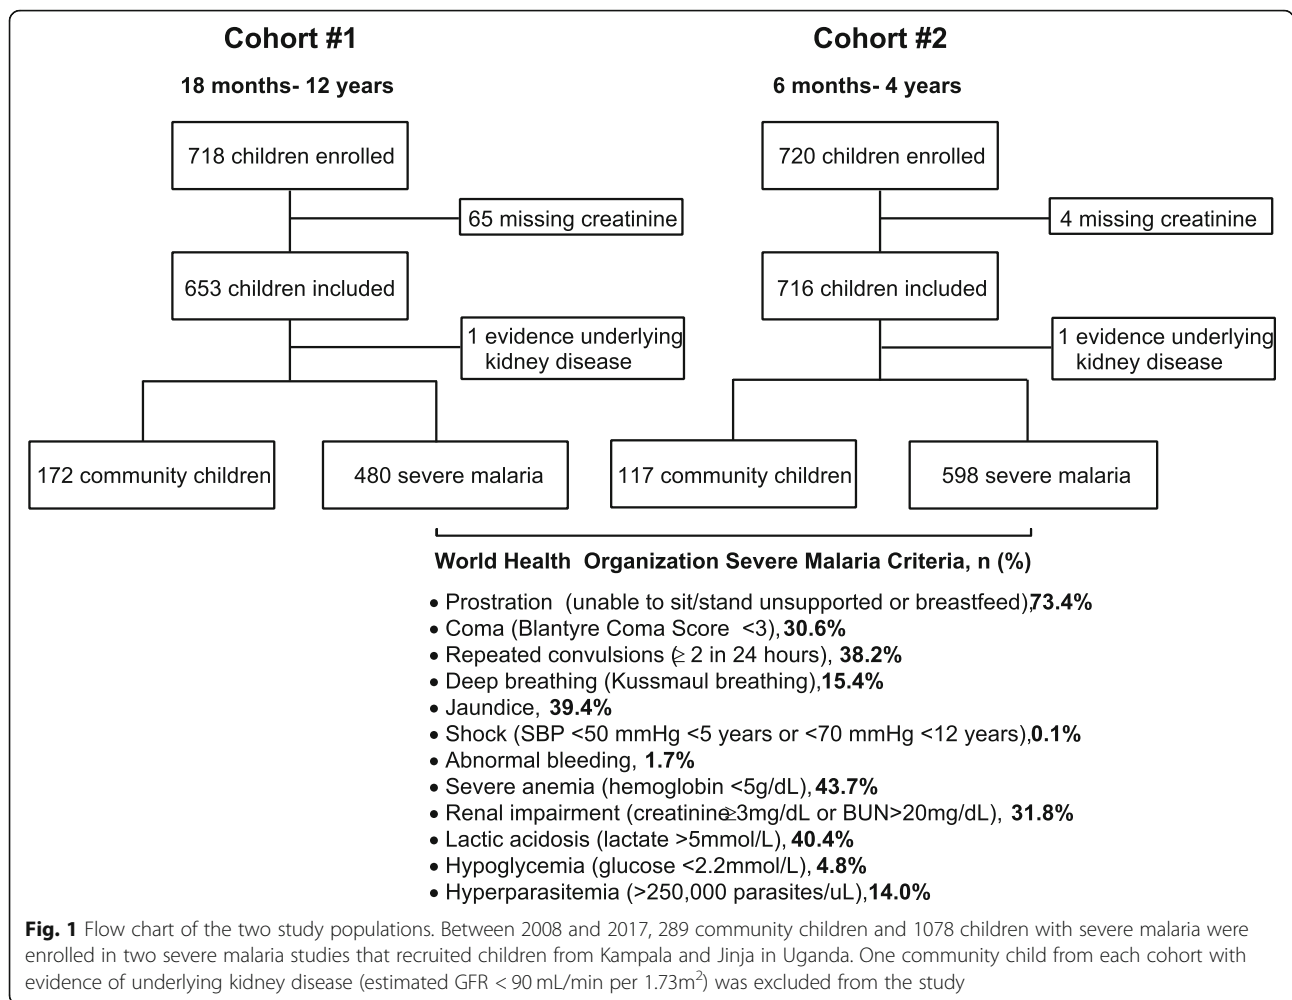 Cohort #1
18 months- 12 years
718 children enrolled
65 missing creatinine
653 children included
1 evidence underlying
kidney disease
172 community children
480 severe malaria
Cohort #2
6 months- 4 years
720 children enrolled
4 missing creatinine
716 children included
1 evidence underlying
kidney disease
117 community children
598 severe malaria
World Health Organization Severe Malaria Criteria, n (%)
• Prostration (unable to sit/stand unsupported or breastfeed), 73.4%
• Coma (Blantyre Coma Score <3), 30.6%
• Repeated convulsions (≥ 2 in 24 hours), 38.2%
• Deep breathing (Kussmaul breathing), 15.4%
• Jaundice, 39.4%
• Shock (SBP <50 mmHg <5 years or <70 mmHg <12 years), 0.1%
• Abnormal bleeding, 1.7%
• Severe anemia (hemoglobin <5g/dL), 43.7%
• Renal impairment (creatinine≥3mg/dL or BUN>20mg/dL), 31.8%
• Lactic acidosis (lactate >5mmol/L), 40.4%
• Hypoglycemia (glucose <2.2mmol/L), 4.8%
• Hyperparasitemia (>250,000 parasites/uL), 14.0%
Fig. 1 Flow chart of the two study populations. Between 2008 and 2017, 289 community children and 1078 children with severe malaria were
enrolled in two severe malaria studies that recruited children from Kampala and Jinja in Uganda. One community child from each cohort with
evidence of underlying kidney disease (estimated GFR < 90 mL/min per 1.73m²) was excluded from the study